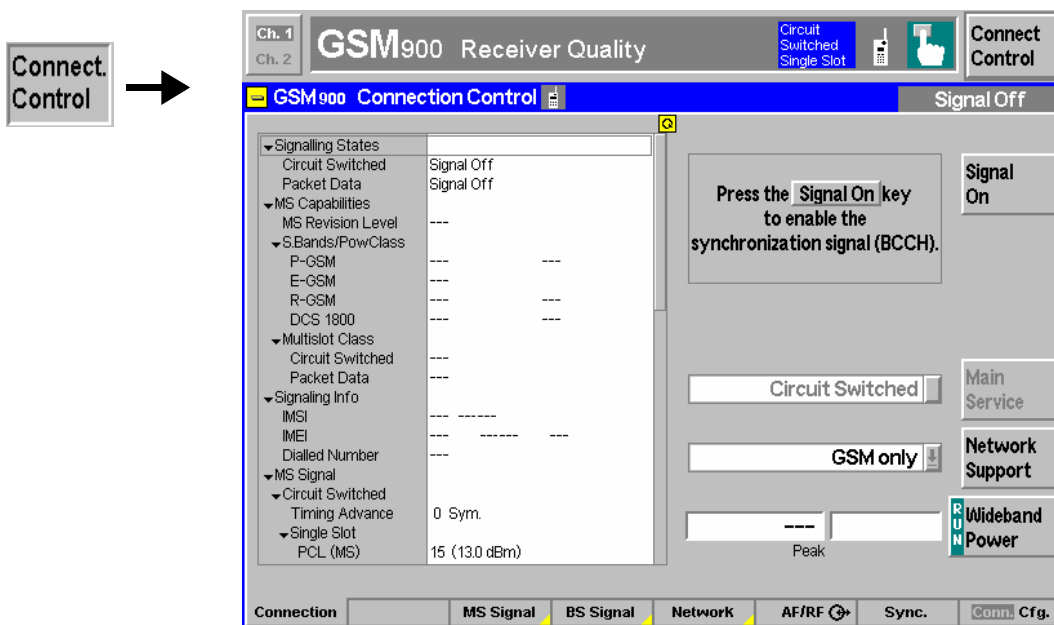 Connect.
Control
Ch. 1
Ch. 2
GSM900 Receiver Quality
Circuit
Switched
Single Slot
Connect
Control
GSM900 Connection Control
Signal Off
Signalling States
Circuit Switched Signal Off
Packet Data Signal Off
MS Capabilities
MS Revision Level ---
S.Bands/PowClass
P-GSM --- ---
E-GSM ---
R-GSM --- ---
DCS 1800 --- ---
Multislot Class
Circuit Switched ---
Packet Data ---
Signaling Info
IMSI --- ------
IMEI --- ------ ---
Dialled Number ---
MS Signal
Circuit Switched
Timing Advance 0 Sym.
Single Slot
PCL (MS) 15 (13.0 dBm)
Press the Signal On key
to enable the
synchronization signal (BCCH).
Signal
On
Circuit Switched
Main
Service
GSM only
Network
Support
---
Peak
RUN
Wideband
Power
Connection MS Signal BS Signal Network AF/RF Sync. Conn. Cfg.